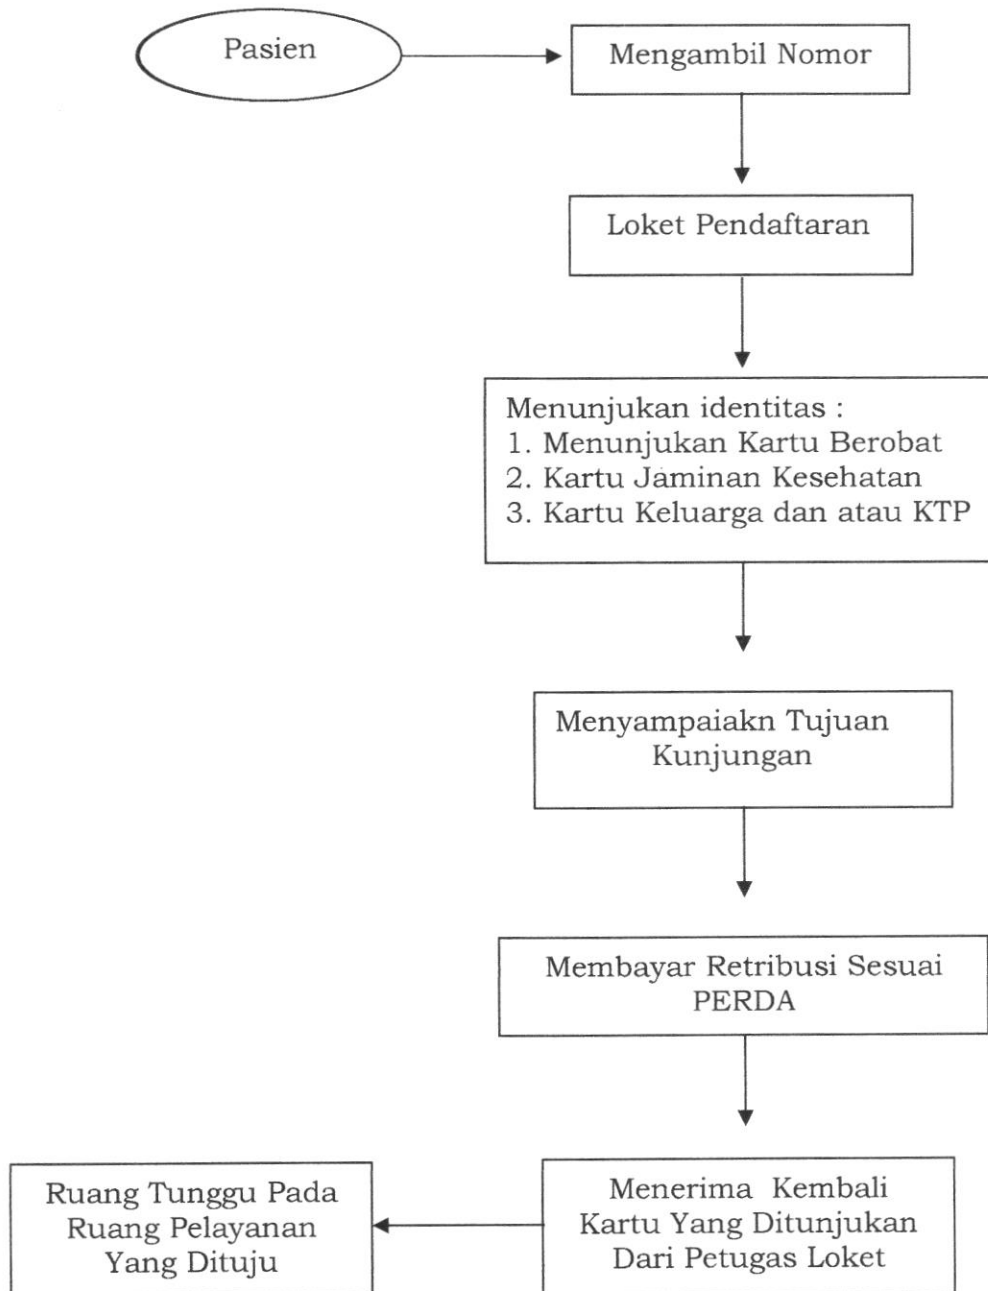 Pasien
Mengambil Nomor
Loket Pendaftaran
Menunjukan identitas :
1. Menunjukan Kartu Berobat
2. Kartu Jaminan Kesehatan
3. Kartu Keluarga dan atau KTP
Menyampaiakn Tujuan
Kunjungan
Membayar Retribusi Sesuai
PERDA
Menerima Kembali
Kartu Yang Ditunjukan
Dari Petugas Loket
Ruang Tunggu Pada
Ruang Pelayanan
Yang Dituju